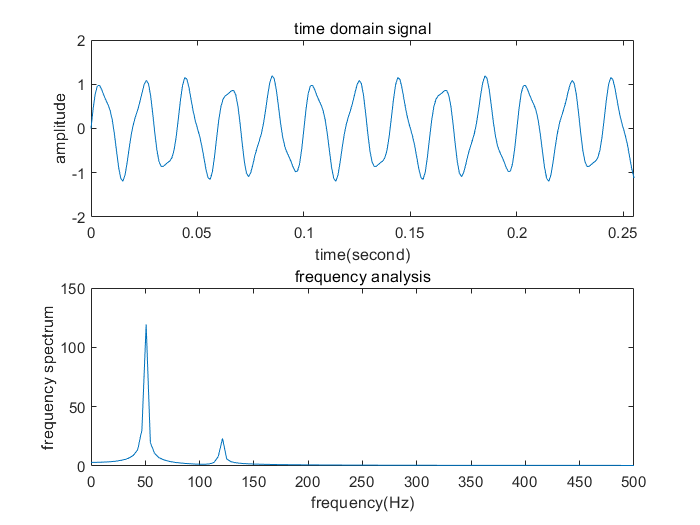 time domain signal
2
1
0
-1
-2
amplitude
0 0.05 0.1 0.15 0.2 0.25
time(second)
frequency analysis
150
100
50
0
frequency spectrum
0 50 100 150 200 250 300 350 400 450 500
frequency(Hz)